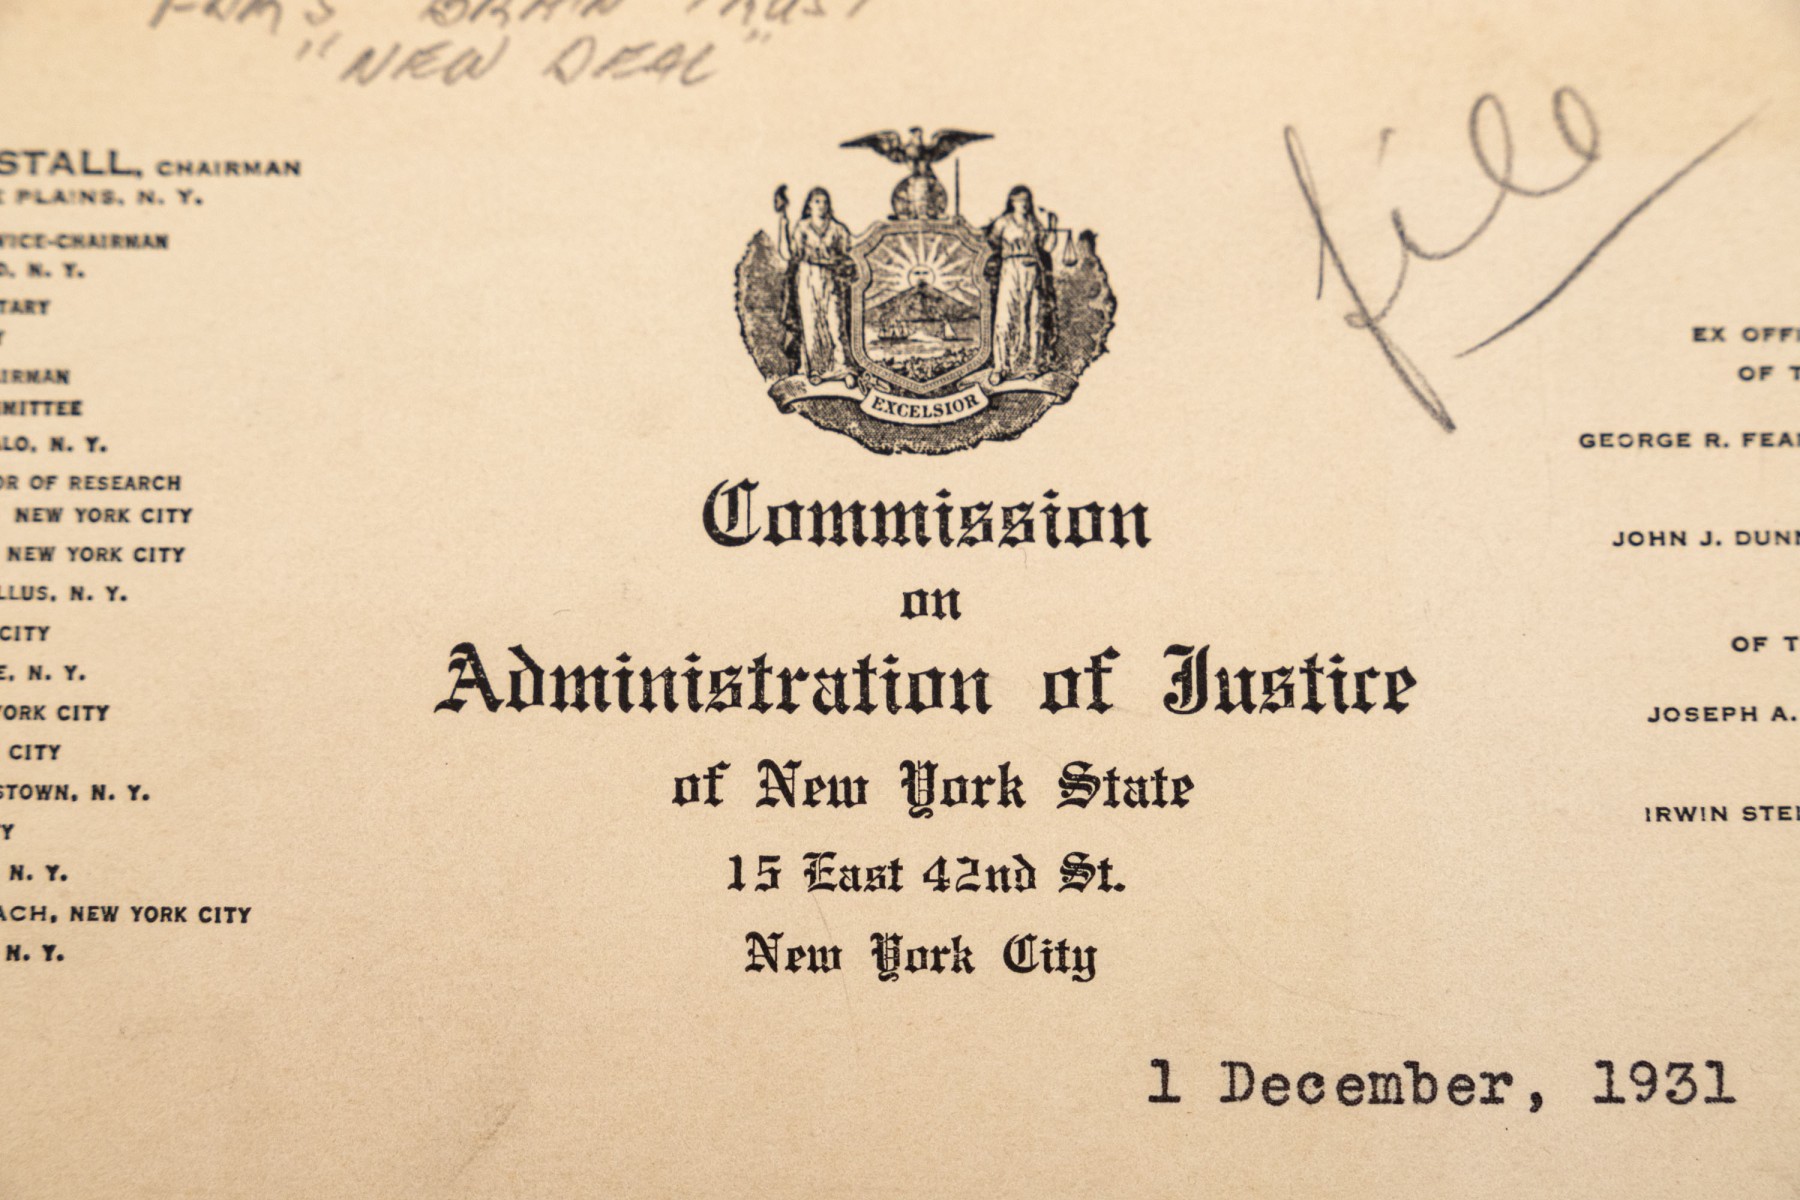 BRAIN TRUST
"NEW DEAL"
file
STALL, CHAIRMAN
PLAINS, N. Y.
VICE-CHAIRMAN
N. Y.
TARY
Y
IRMAN
MITTEE
LO, N. Y.
OR OF RESEARCH
NEW YORK CITY
NEW YORK CITY
LLUS, N. Y.
CITY
E, N. Y.
YORK CITY
CITY
STOWN, N. Y.
Y
N. Y.
ACH, NEW YORK CITY
N. Y.
EXCELSIOR
Commission
on
Administration of Justice
of New York State
15 East 42nd St.
New York City
1 December, 1931
EX OFFI
OF T
GEORGE R. FEA
JOHN J. DUNN
OF T
JOSEPH A.
IRWIN STE